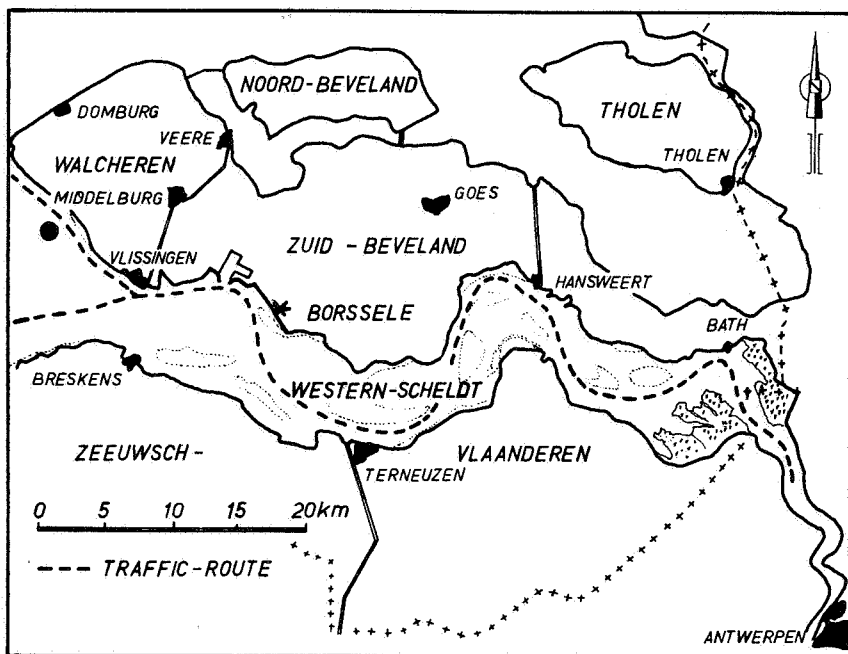 NOORD-BEVELAND
DOMBURG
THOLEN
N
VEERE
WALCHEREN
THOLEN
MIDDELBURG
GOES
ZUID - BEVELAND
VLISSINGEN
HANSWEERT
BORSSELE
BATH
BRESKENS
WESTERN-SCHELDT
ZEEUWSCH -
VLAANDEREN
TERNEUZEN
0 5 10 15 20km
--- TRAFFIC-ROUTE
ANTWERPEN